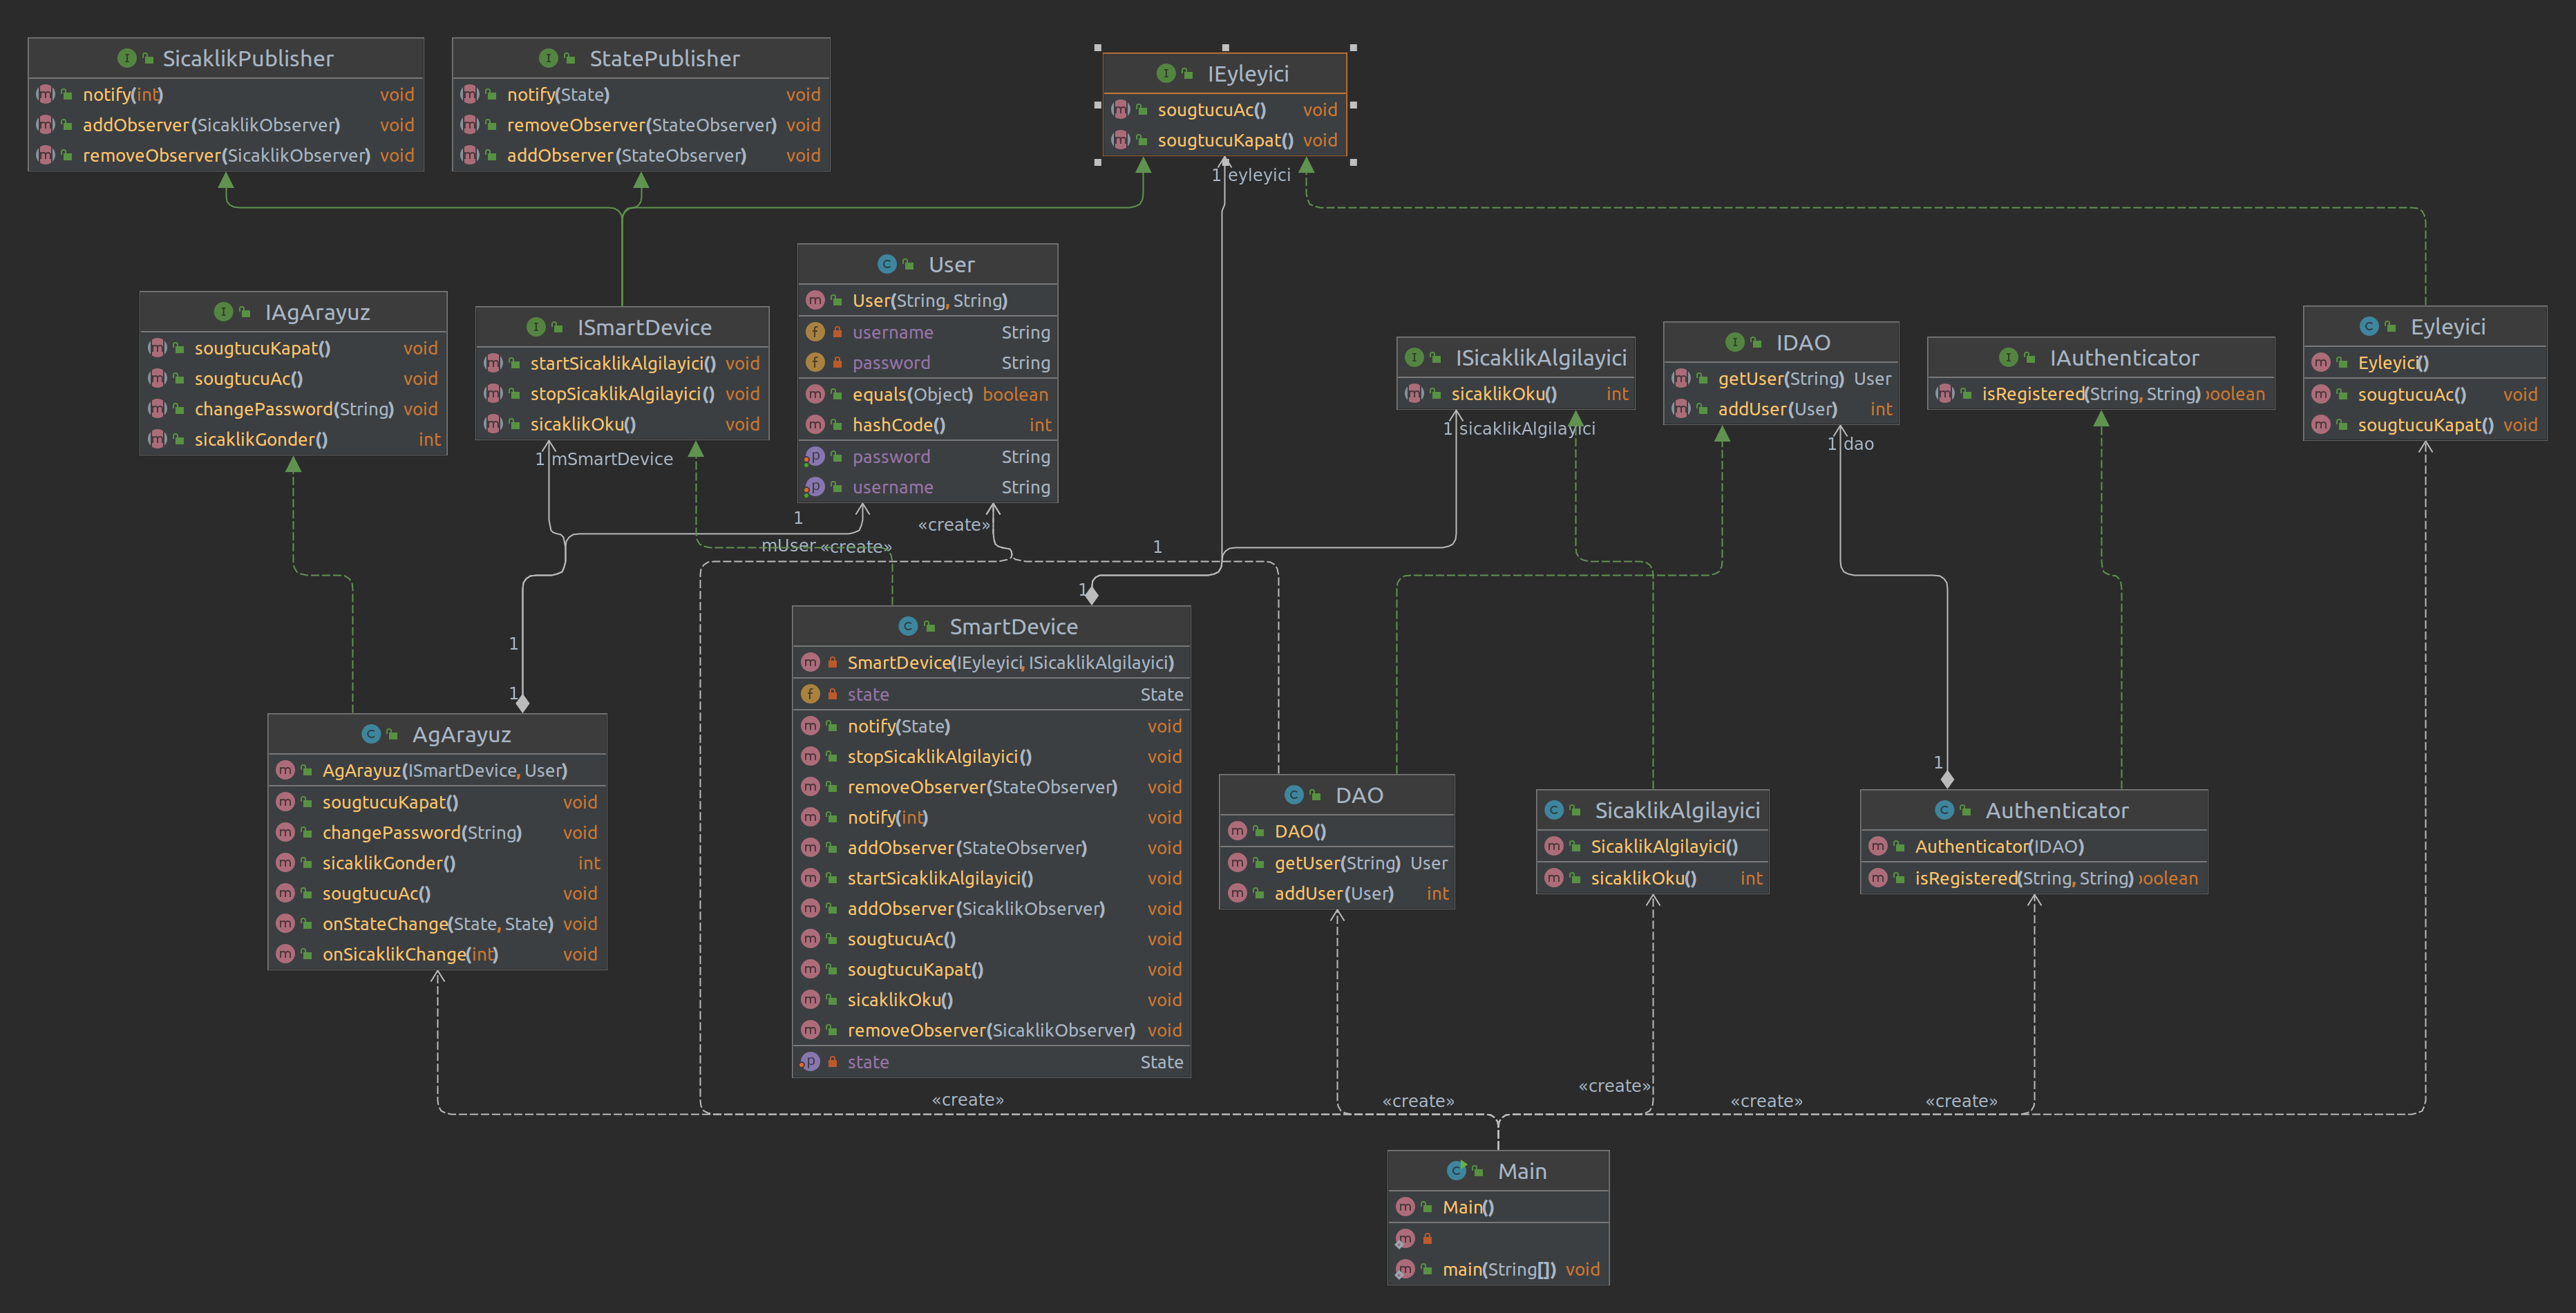 SicaklikPublisher
notify(int) void
addObserver(SicaklikObserver) void
removeObserver(SicaklikObserver) void
StatePublisher
notify(State) void
removeObserver(StateObserver) void
addObserver(StateObserver) void
IEyleyici
sougtucuAc() void
sougtucuKapat() void
1 eyleyici
IAgArayuz
sougtucuKapat() void
sougtucuAc() void
changePassword(String) void
sicaklikGonder() int
ISmartDevice
startSicaklikAlgilayici() void
stopSicaklikAlgilayici() void
sicaklikOku() void
1 mSmartDevice
User
User(String, String)
username String
password String
equals(Object) boolean
hashCode() int
password String
username String
1
mUser
«create»
«create»
1
ISicaklikAlgilayici
sicaklikOku() int
1 sicaklikAlgilayici
IDAO
getUser(String) User
addUser(User) int
1 dao
IAuthenticator
isRegistered(String, String) boolean
Eyleyici
Eyleyici()
sougtucuAc() void
sougtucuKapat() void
1
1
AgArayuz
AgArayuz(ISmartDevice, User)
sougtucuKapat() void
changePassword(String) void
sicaklikGonder() int
sougtucuAc() void
onStateChange(State, State) void
onSicaklikChange(int) void
1
SmartDevice
SmartDevice(IEyleyici, ISicaklikAlgilayici)
state State
notify(State) void
stopSicaklikAlgilayici() void
removeObserver(StateObserver) void
notify(int) void
addObserver(StateObserver) void
startSicaklikAlgilayici() void
addObserver(SicaklikObserver) void
sougtucuAc() void
sougtucuKapat() void
sicaklikOku() void
removeObserver(SicaklikObserver) void
state State
DAO
DAO()
getUser(String) User
addUser(User) int
SicaklikAlgilayici
SicaklikAlgilayici()
sicaklikOku() int
1
Authenticator
Authenticator(IDAO)
isRegistered(String, String) boolean
«create»
«create»
«create»
«create»
«create»
Main
Main()
main(String[]) void